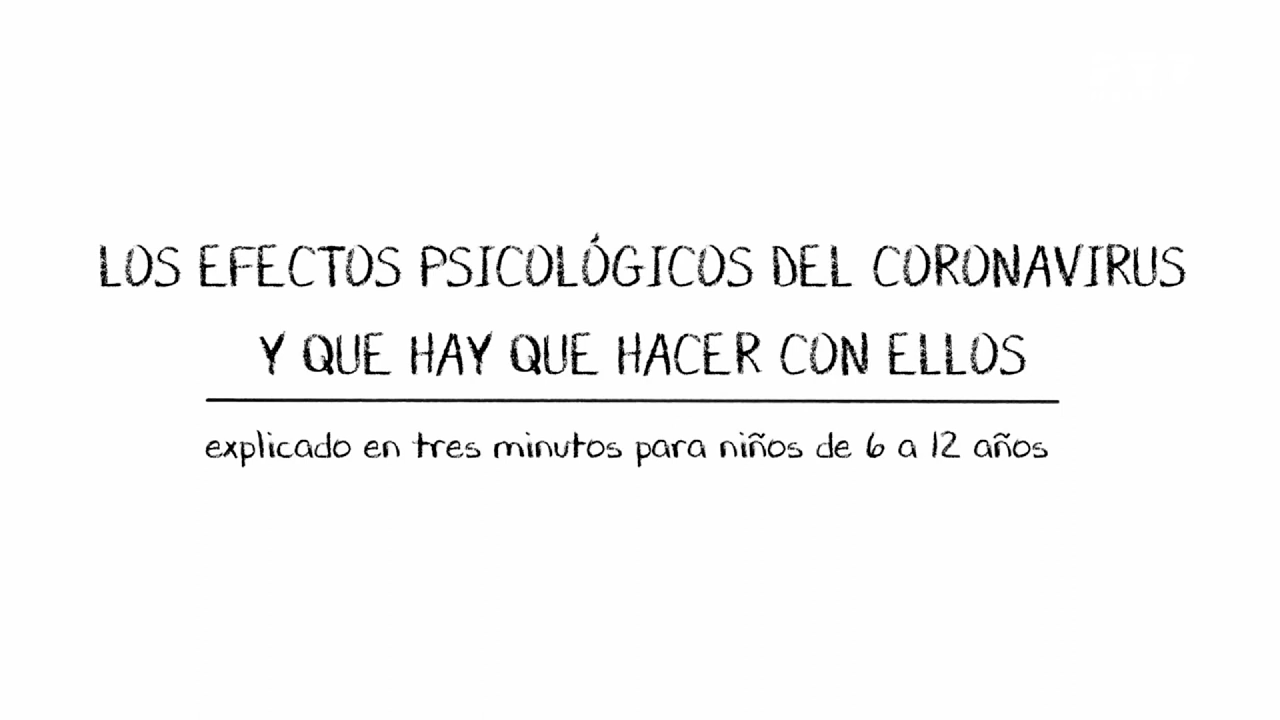 LOS EFECTOS PSICOLÓGICOS DEL CORONAVIRUS
Y QUE HAY QUE HACER CON ELLOS
explicado en tres minutos para niños de 6 a 12 años